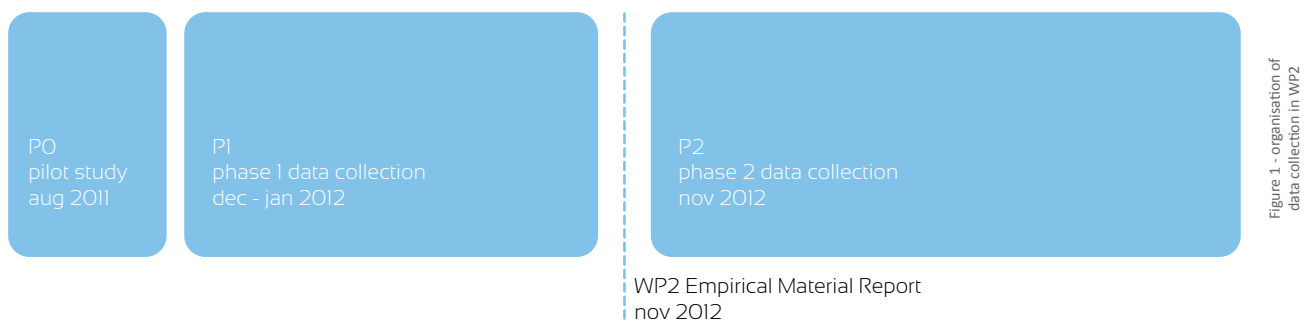 P0
pilot study
aug 2011
P1
phase 1 data collection
dec - jan 2012
P2
phase 2 data collection
nov 2012
WP2 Empirical Material Report
nov 2012
Figure 1 - organisation of
data collection in WP2